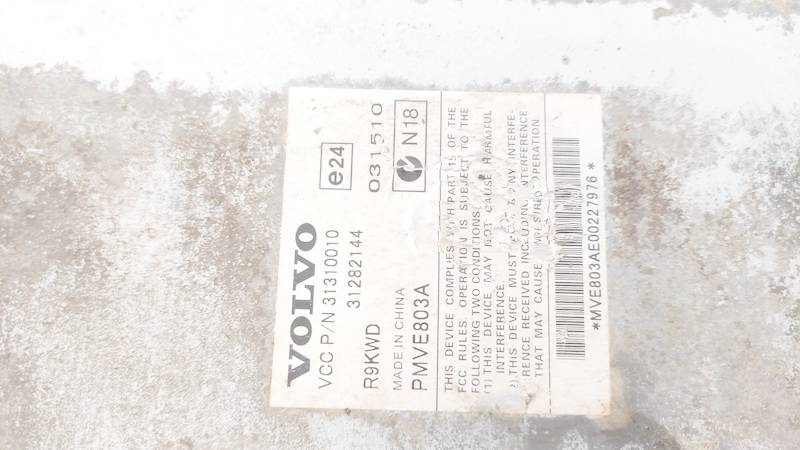 VOLVO
VCC P/N 31310010
31282144
R9KWD
MADE IN CHINA
PMVE803A
e24
031510
N18
THIS DEVICE COMPLIES WITH PART 15 OF THE
FCC RULES OPERATION IS SUBJECT TO THE
FOLLOWING TWO CONDITIONS:
(1) THIS DEVICE MAY NOT CAUSE HARMFUL
INTERFERENCE
2) THIS DEVICE MUST ANY INTERFE-
RENCE RECEIVED INCLUDING INTERFERENCE
THAT MAY CAUSE OPERATION
*MVE803AE00227976*